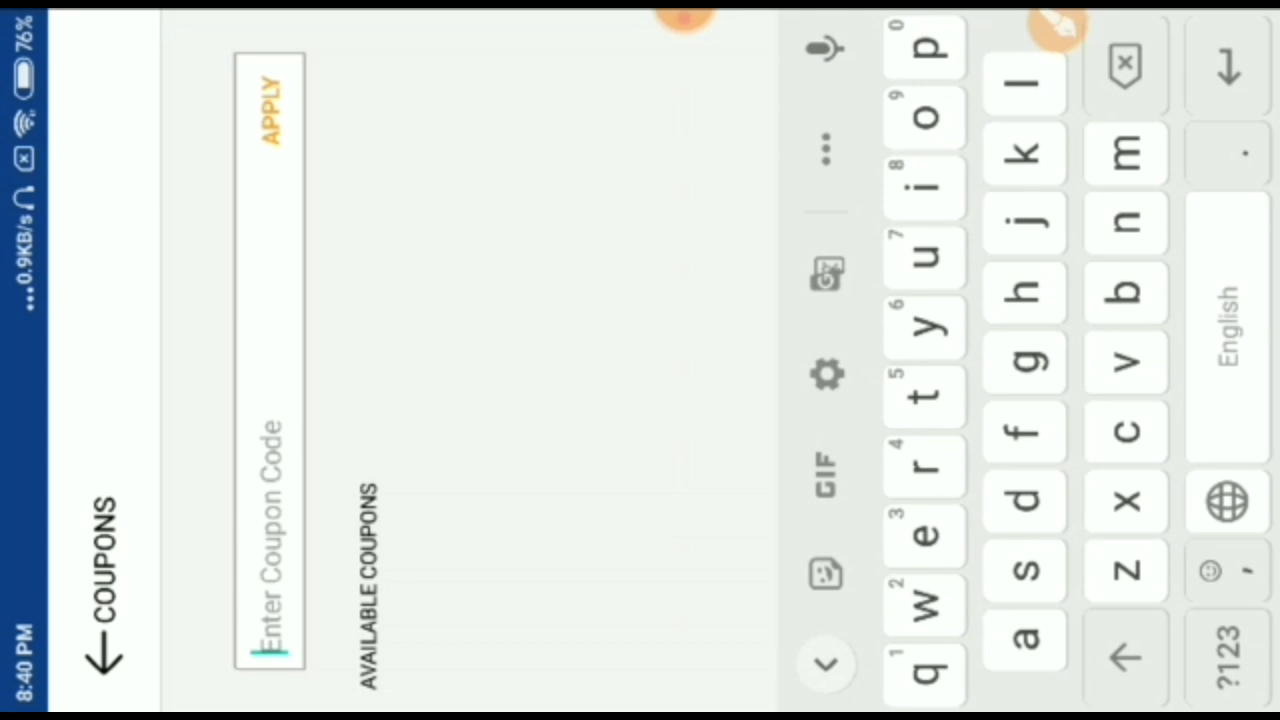 8:40 PM ...0.9KB/s 76%
← COUPONS
Enter Coupon Code APPLY
AVAILABLE COUPONS
GIF
q 1 w 2 e 3 r 4 t 5 y 6 u 7 i 8 o 9 p 0
a s d f g h j k l
z x c v b n m
?123 , English .